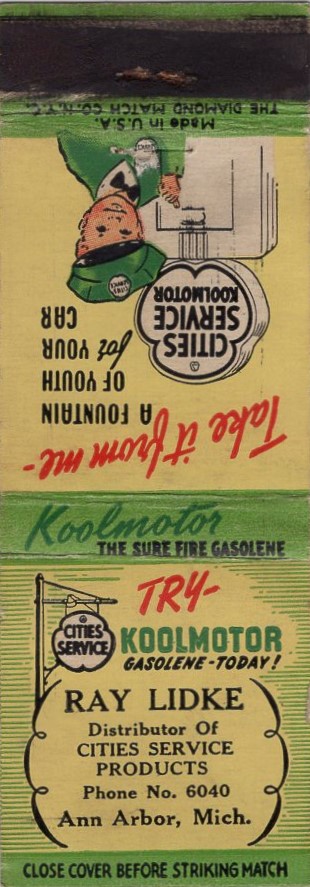 Made in U.S.A.
THE DIAMOND MATCH CO. N.Y.C.
Take it from me-
A FOUNTAIN
OF YOUTH
for YOUR
CAR
CITIES
SERVICE
KOOLMOTOR
Koolmotor
THE SURE FIRE GASOLENE
TRY-
CITIES
SERVICE
KOOLMOTOR
GASOLENE-TODAY!
RAY LIDKE
Distributor Of
CITIES SERVICE
PRODUCTS
Phone No. 6040
Ann Arbor, Mich.
CLOSE COVER BEFORE STRIKING MATCH